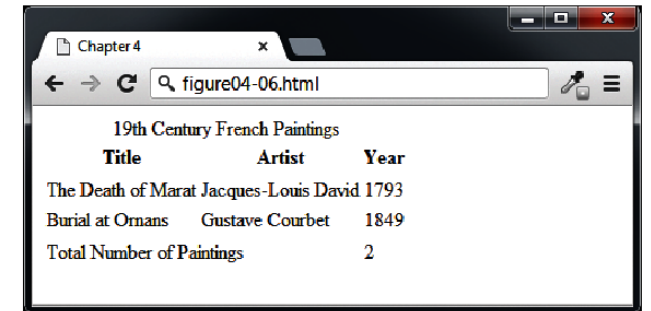 Chapter 4
figure04-06.html
19th Century French Paintings
Title Artist Year
The Death of Marat Jacques-Louis David 1793
Burial at Ornans Gustave Courbet 1849
Total Number of Paintings 2